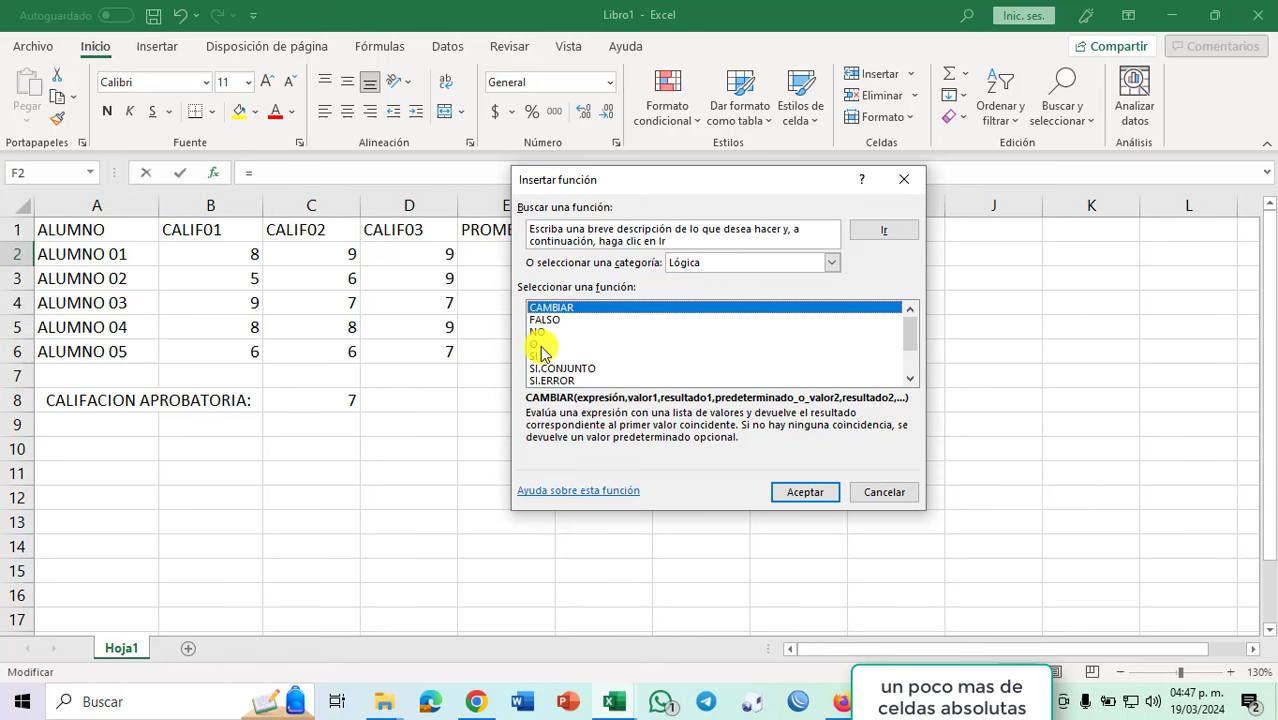 Autoguardado
Libro1 - Excel
Inic. ses.
Archivo Inicio Insertar Disposición de página Fórmulas Datos Revisar Vista Ayuda
Compartir
Comentarios
Pegar
Calibri 11
N K S
General
$ % 000
Formato condicional
Dar formato como tabla
Estilos de celda
Insertar
Eliminar
Formato
Ordenar y filtrar
Buscar y seleccionar
Analizar datos
Portapapeles Fuente Alineación Número Estilos Celdas Edición Análisis
F2 fx =
A B C D E J K L
1 ALUMNO CALIF01 CALIF02 CALIF03 PROME
2 ALUMNO 01 8 9 9
3 ALUMNO 02 5 6 9
4 ALUMNO 03 9 7 7
5 ALUMNO 04 8 8 9
6 ALUMNO 05 6 6 7
7
8 CALIFACION APROBATORIA: 7
9
10
11
12
13
14
15
16
17
Insertar función ?
Buscar una función:
Escriba una breve descripción de lo que desea hacer y, a
continuación, haga clic en Ir
Ir
O seleccionar una categoría: Lógica
Seleccionar una función:
CAMBIAR
FALSO
NO
O
SI
SI.CONJUNTO
SI.ERROR
CAMBIAR(expresión,valor1,resultado1,predeterminado_o_valor2,resultado2,...)
Evalúa una expresión con una lista de valores y devuelve el resultado
correspondiente al primer valor coincidente. Si no hay ninguna coincidencia, se
devuelve un valor predeterminado opcional.
Ayuda sobre esta función
Aceptar Cancelar
Hoja1
Modificar
130%
un poco mas de
celdas absolutas
Buscar
1
04:47 p. m.
19/03/2024
2